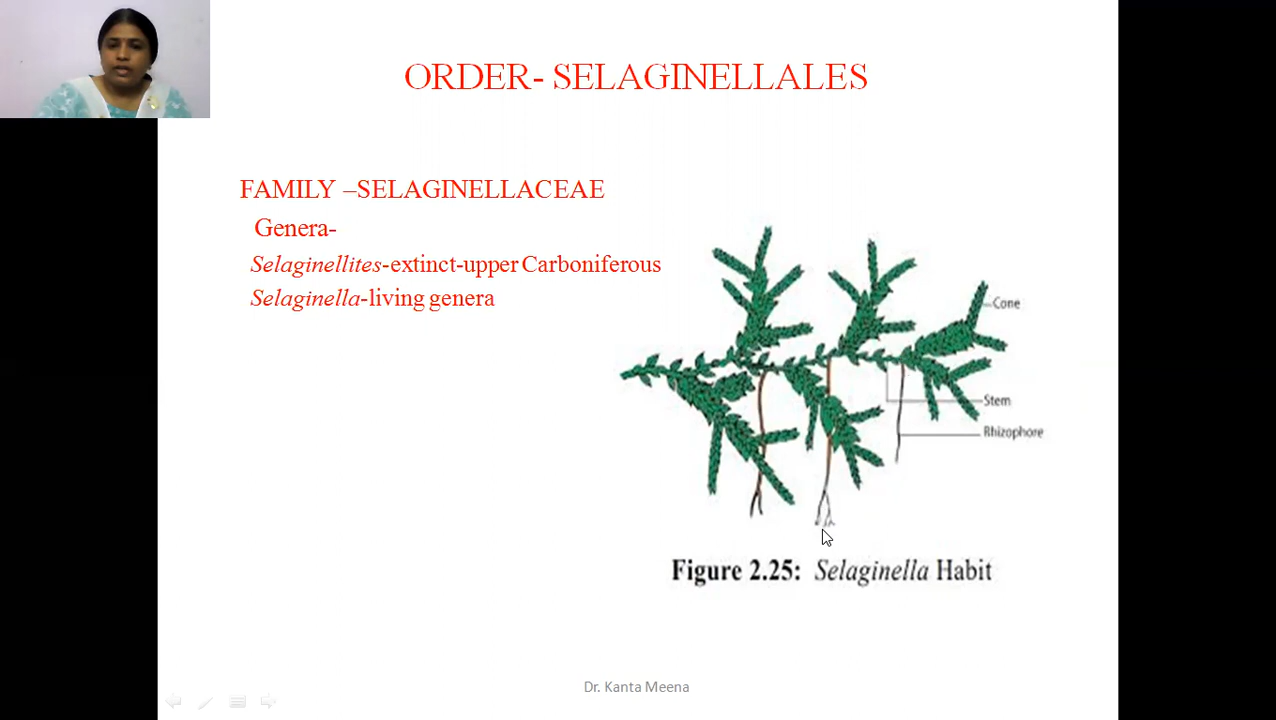 ORDER- SELAGINELLALES
FAMILY –SELAGINELLACEAE
Genera-
Selaginellites-extinct-upper Carboniferous
Selaginella-living genera
Cone
Stem
Rhizophore
Figure 2.25: Selaginella Habit
Dr. Kanta Meena